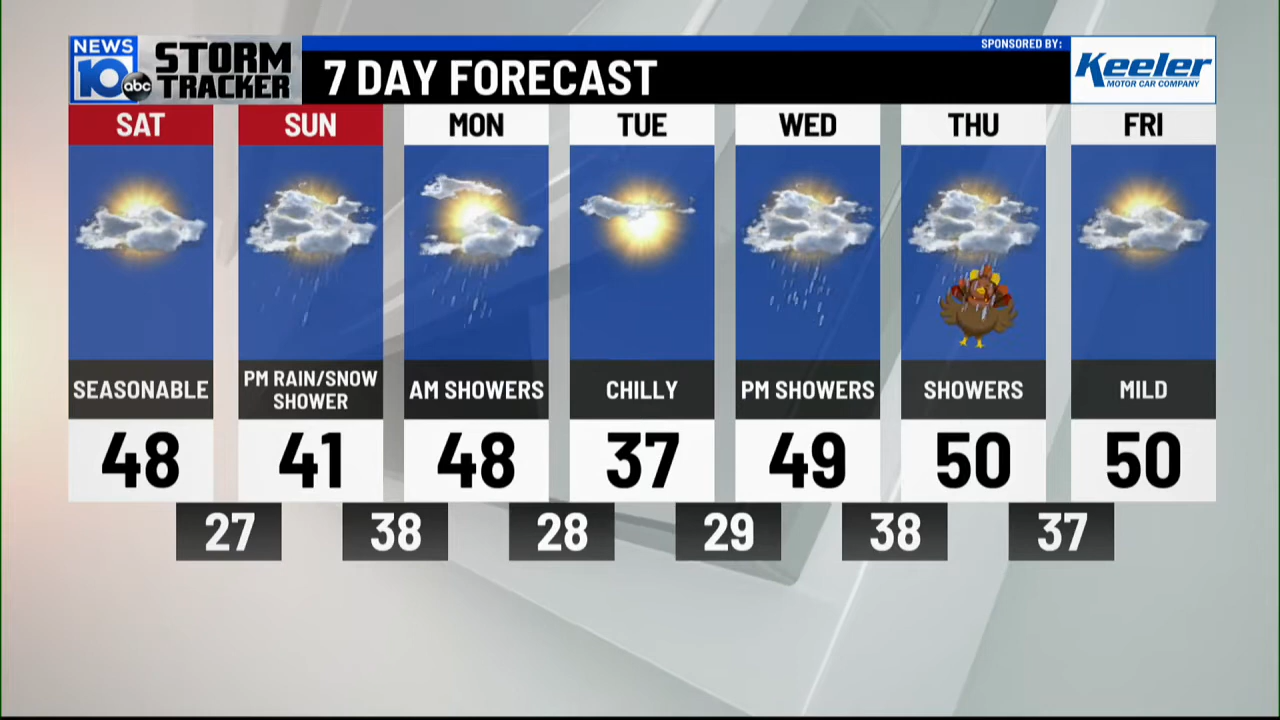 NEWS
10
abc
STORM
TRACKER
7 DAY FORECAST
SPONSORED BY:
Keeler
MOTOR CAR COMPANY
SAT
SUN
MON
TUE
WED
THU
FRI
SEASONABLE
PM RAIN/SNOW
SHOWER
AM SHOWERS
CHILLY
PM SHOWERS
SHOWERS
MILD
48
41
48
37
49
50
50
27
38
28
29
38
37